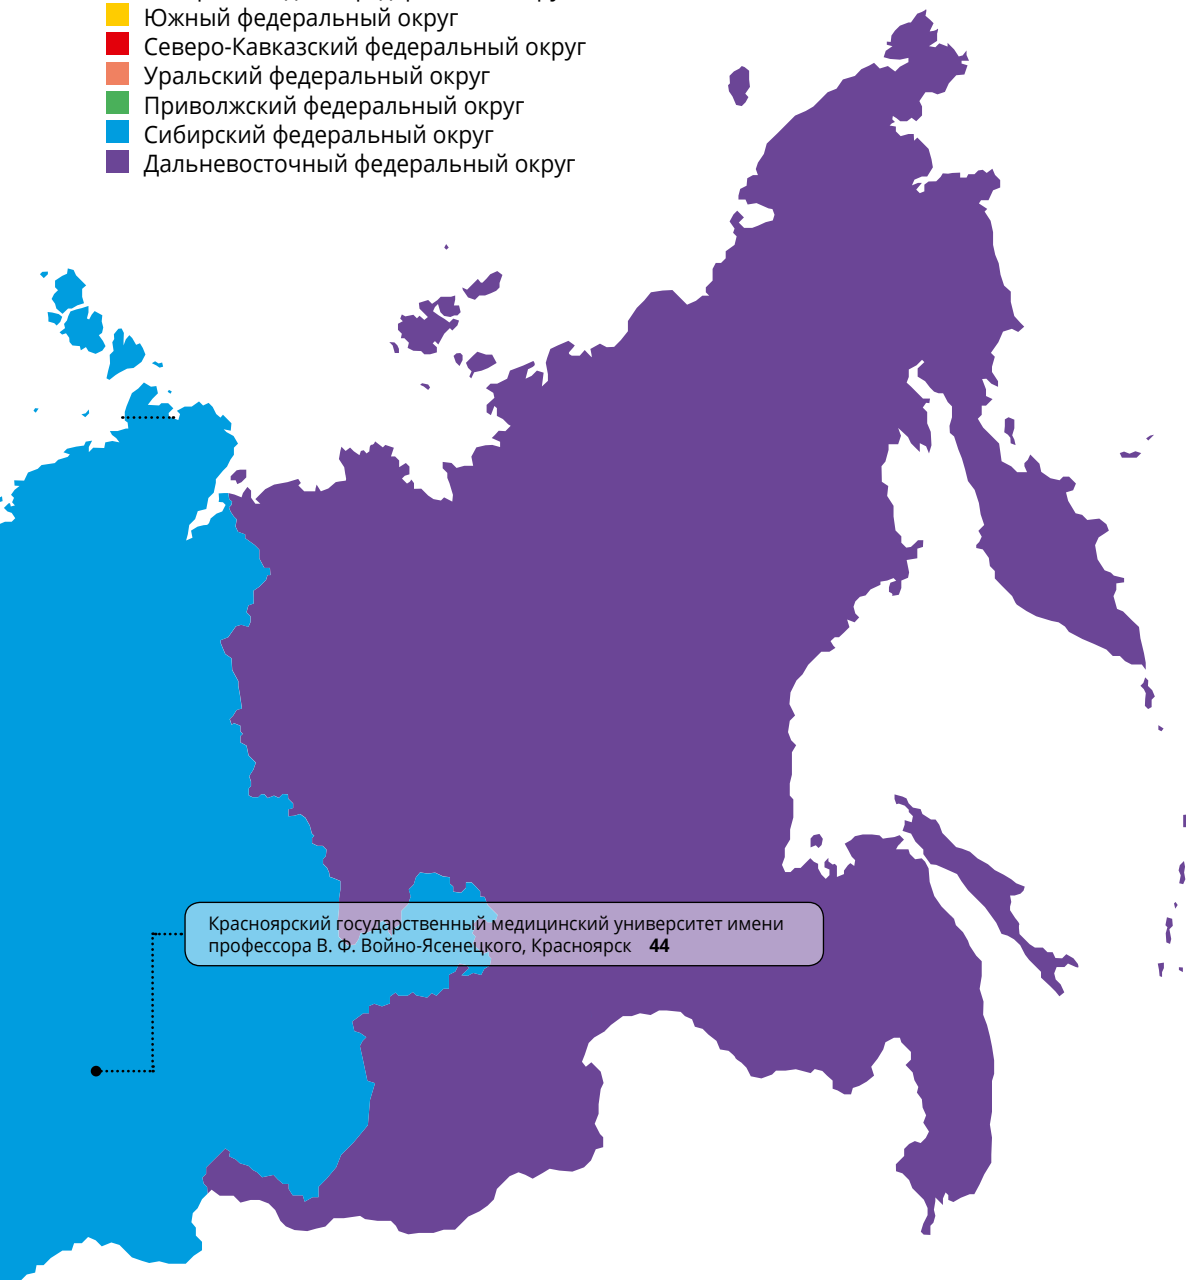 Южный федеральный округ
Северо-Кавказский федеральный округ
Уральский федеральный округ
Приволжский федеральный округ
Сибирский федеральный округ
Дальневосточный федеральный округ
Красноярский государственный медицинский университет имени
профессора В. Ф. Войно-Ясенецкого, Красноярск 44